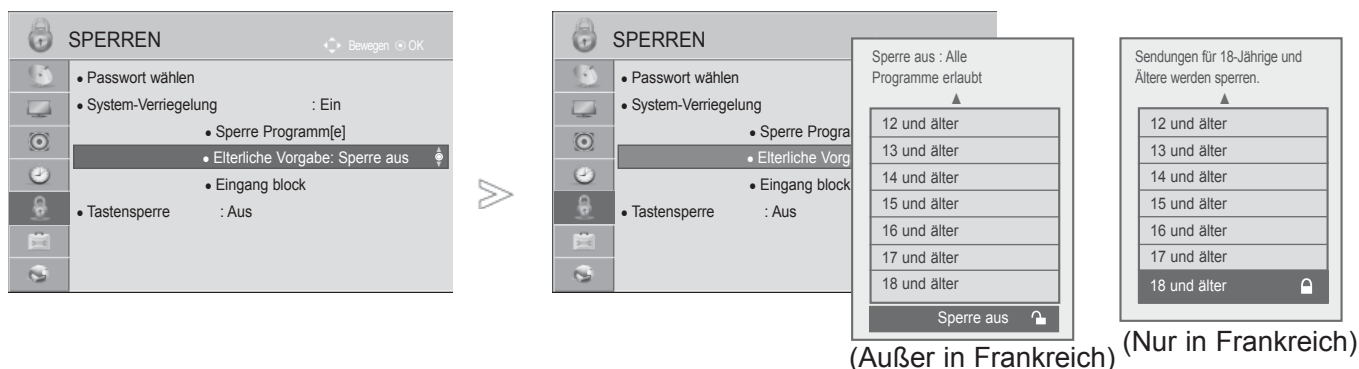 SPERREN
Bewegen OK
• Passwort wählen
• System-Verriegelung : Ein
• Sperre Programm[e]
• Elterliche Vorgabe: Sperre aus
• Eingang block
• Tastensperre : Aus
SPERREN
• Passwort wählen
• System-Verriegelung
• Sperre Progra
• Elterliche Vorg
• Eingang block
• Tastensperre : Aus
Sperre aus : Alle
Programme erlaubt
12 und älter
13 und älter
14 und älter
15 und älter
16 und älter
17 und älter
18 und älter
Sperre aus
(Außer in Frankreich)
Sendungen für 18-Jährige und
Ältere werden sperren.
12 und älter
13 und älter
14 und älter
15 und älter
16 und älter
17 und älter
18 und älter
(Nur in Frankreich)